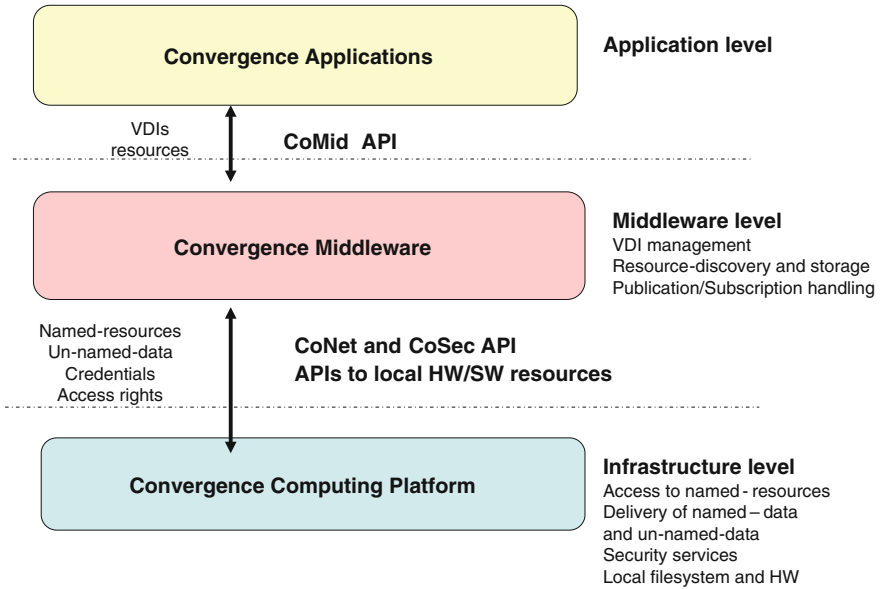 Convergence Applications
Application level
VDIs
resources
CoMid API
Convergence Middleware
Middleware level
VDI management
Resource-discovery and storage
Publication/Subscription handling
Named-resources
Un-named-data
Credentials
Access rights
CoNet and CoSec API
APIs to local HW/SW resources
Convergence Computing Platform
Infrastructure level
Access to named-resources
Delivery of named–data
and un-named-data
Security services
Local filesystem and HW